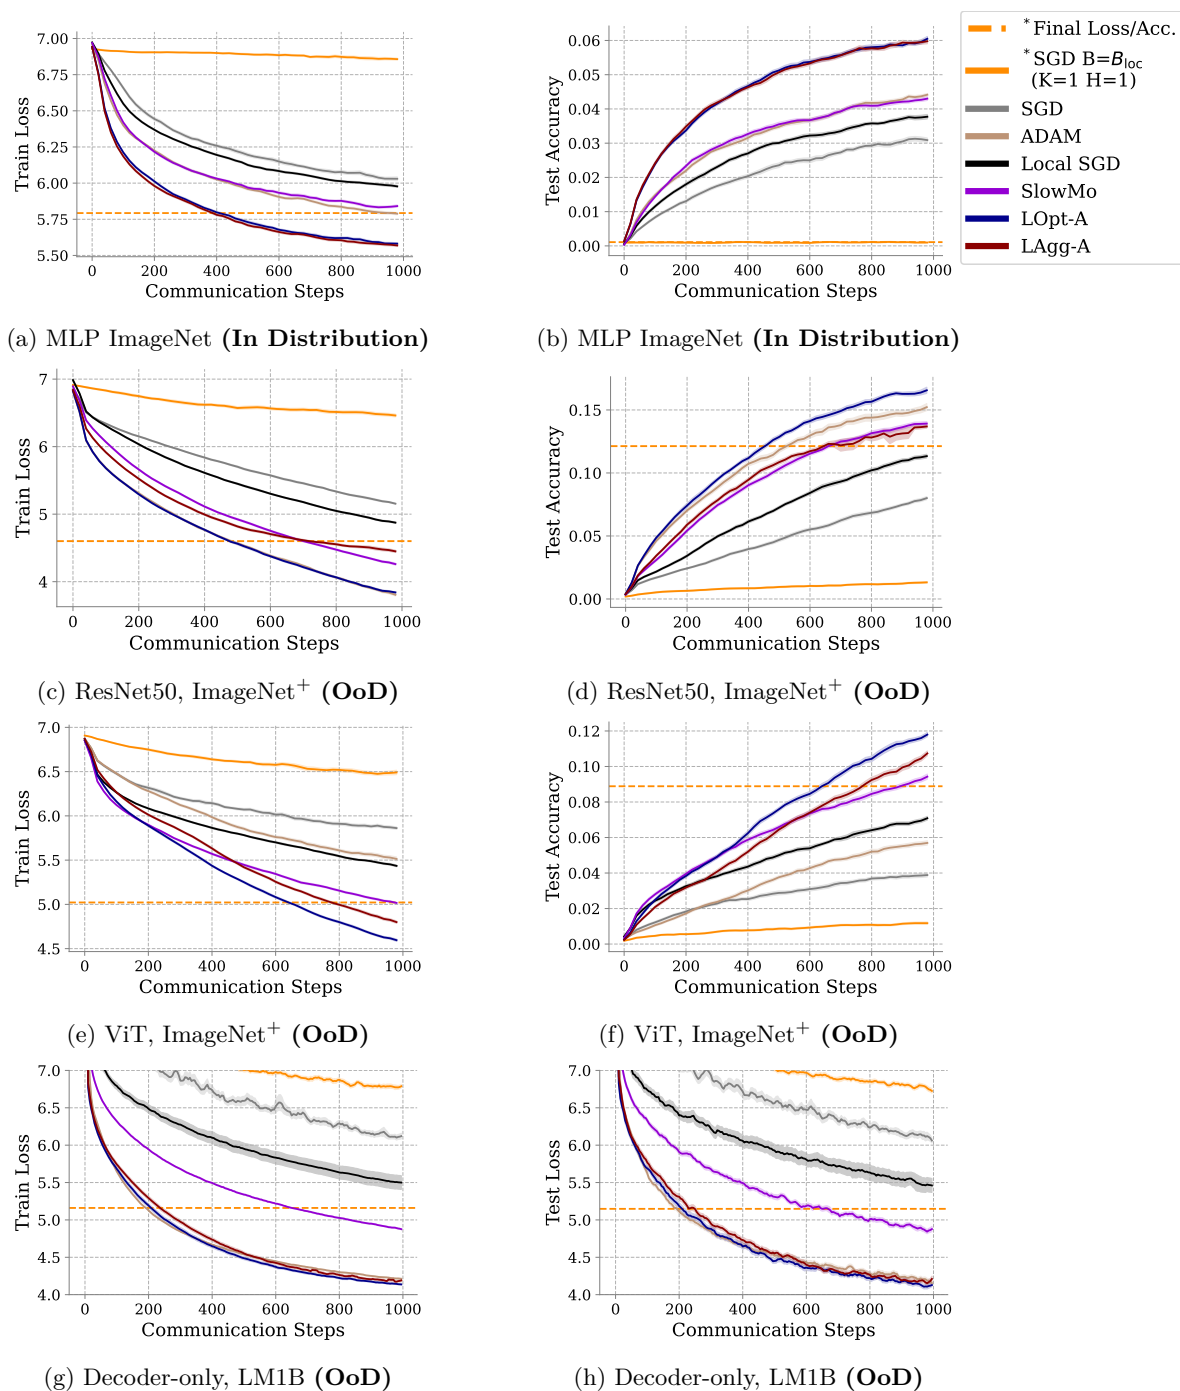 7.00
6.75
6.50
6.25
6.00
5.75
5.50
Train Loss
0 200 400 600 800 1000
Communication Steps
0.06
0.05
0.04
0.03
0.02
0.01
0.00
Test Accuracy
0 200 400 600 800 1000
Communication Steps
*Final Loss/Acc.
*SGD B=Bloc
(K=1 H=1)
SGD
ADAM
Local SGD
SlowMo
LOpt-A
LAgg-A
(a) MLP ImageNet (In Distribution)
(b) MLP ImageNet (In Distribution)
7
6
5
4
Train Loss
0 200 400 600 800 1000
Communication Steps
0.15
0.10
0.05
0.00
Test Accuracy
0 200 400 600 800 1000
Communication Steps
(c) ResNet50, ImageNet+ (OoD)
(d) ResNet50, ImageNet+ (OoD)
7.0
6.5
6.0
5.5
5.0
4.5
Train Loss
0 200 400 600 800 1000
Communication Steps
0.12
0.10
0.08
0.06
0.04
0.02
0.00
Test Accuracy
0 200 400 600 800 1000
Communication Steps
(e) ViT, ImageNet+ (OoD)
(f) ViT, ImageNet+ (OoD)
7.0
6.5
6.0
5.5
5.0
4.5
4.0
Train Loss
0 200 400 600 800 1000
Communication Steps
7.0
6.5
6.0
5.5
5.0
4.5
4.0
Test Loss
0 200 400 600 800 1000
Communication Steps
(g) Decoder-only, LM1B (OoD)
(h) Decoder-only, LM1B (OoD)